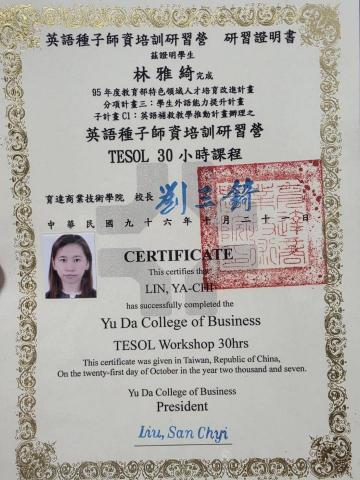 英語種子師資培訓研習營 研習證明書
茲證明學生
林雅綺完成
95年度教育部特色領域人才培育改進計畫
分項計畫三：學生外語能力提升計畫
子計畫C1：英語補救教學推動計畫辦理之
英語種子師資培訓研習營
TESOL 30小時課程
育達商業技術學院 校長 劉三錡
中華民國九十六年十月二十一日
CERTIFICATE
This certifies that
LIN, YA-CHI
has successfully completed the
Yu Da College of Business
TESOL Workshop 30hrs
This certificate was given in Taiwan, Republic of China,
On the twenty-first day of October in the year two thousand and seven.
Yu Da College of Business
President
Liu, San Chyi